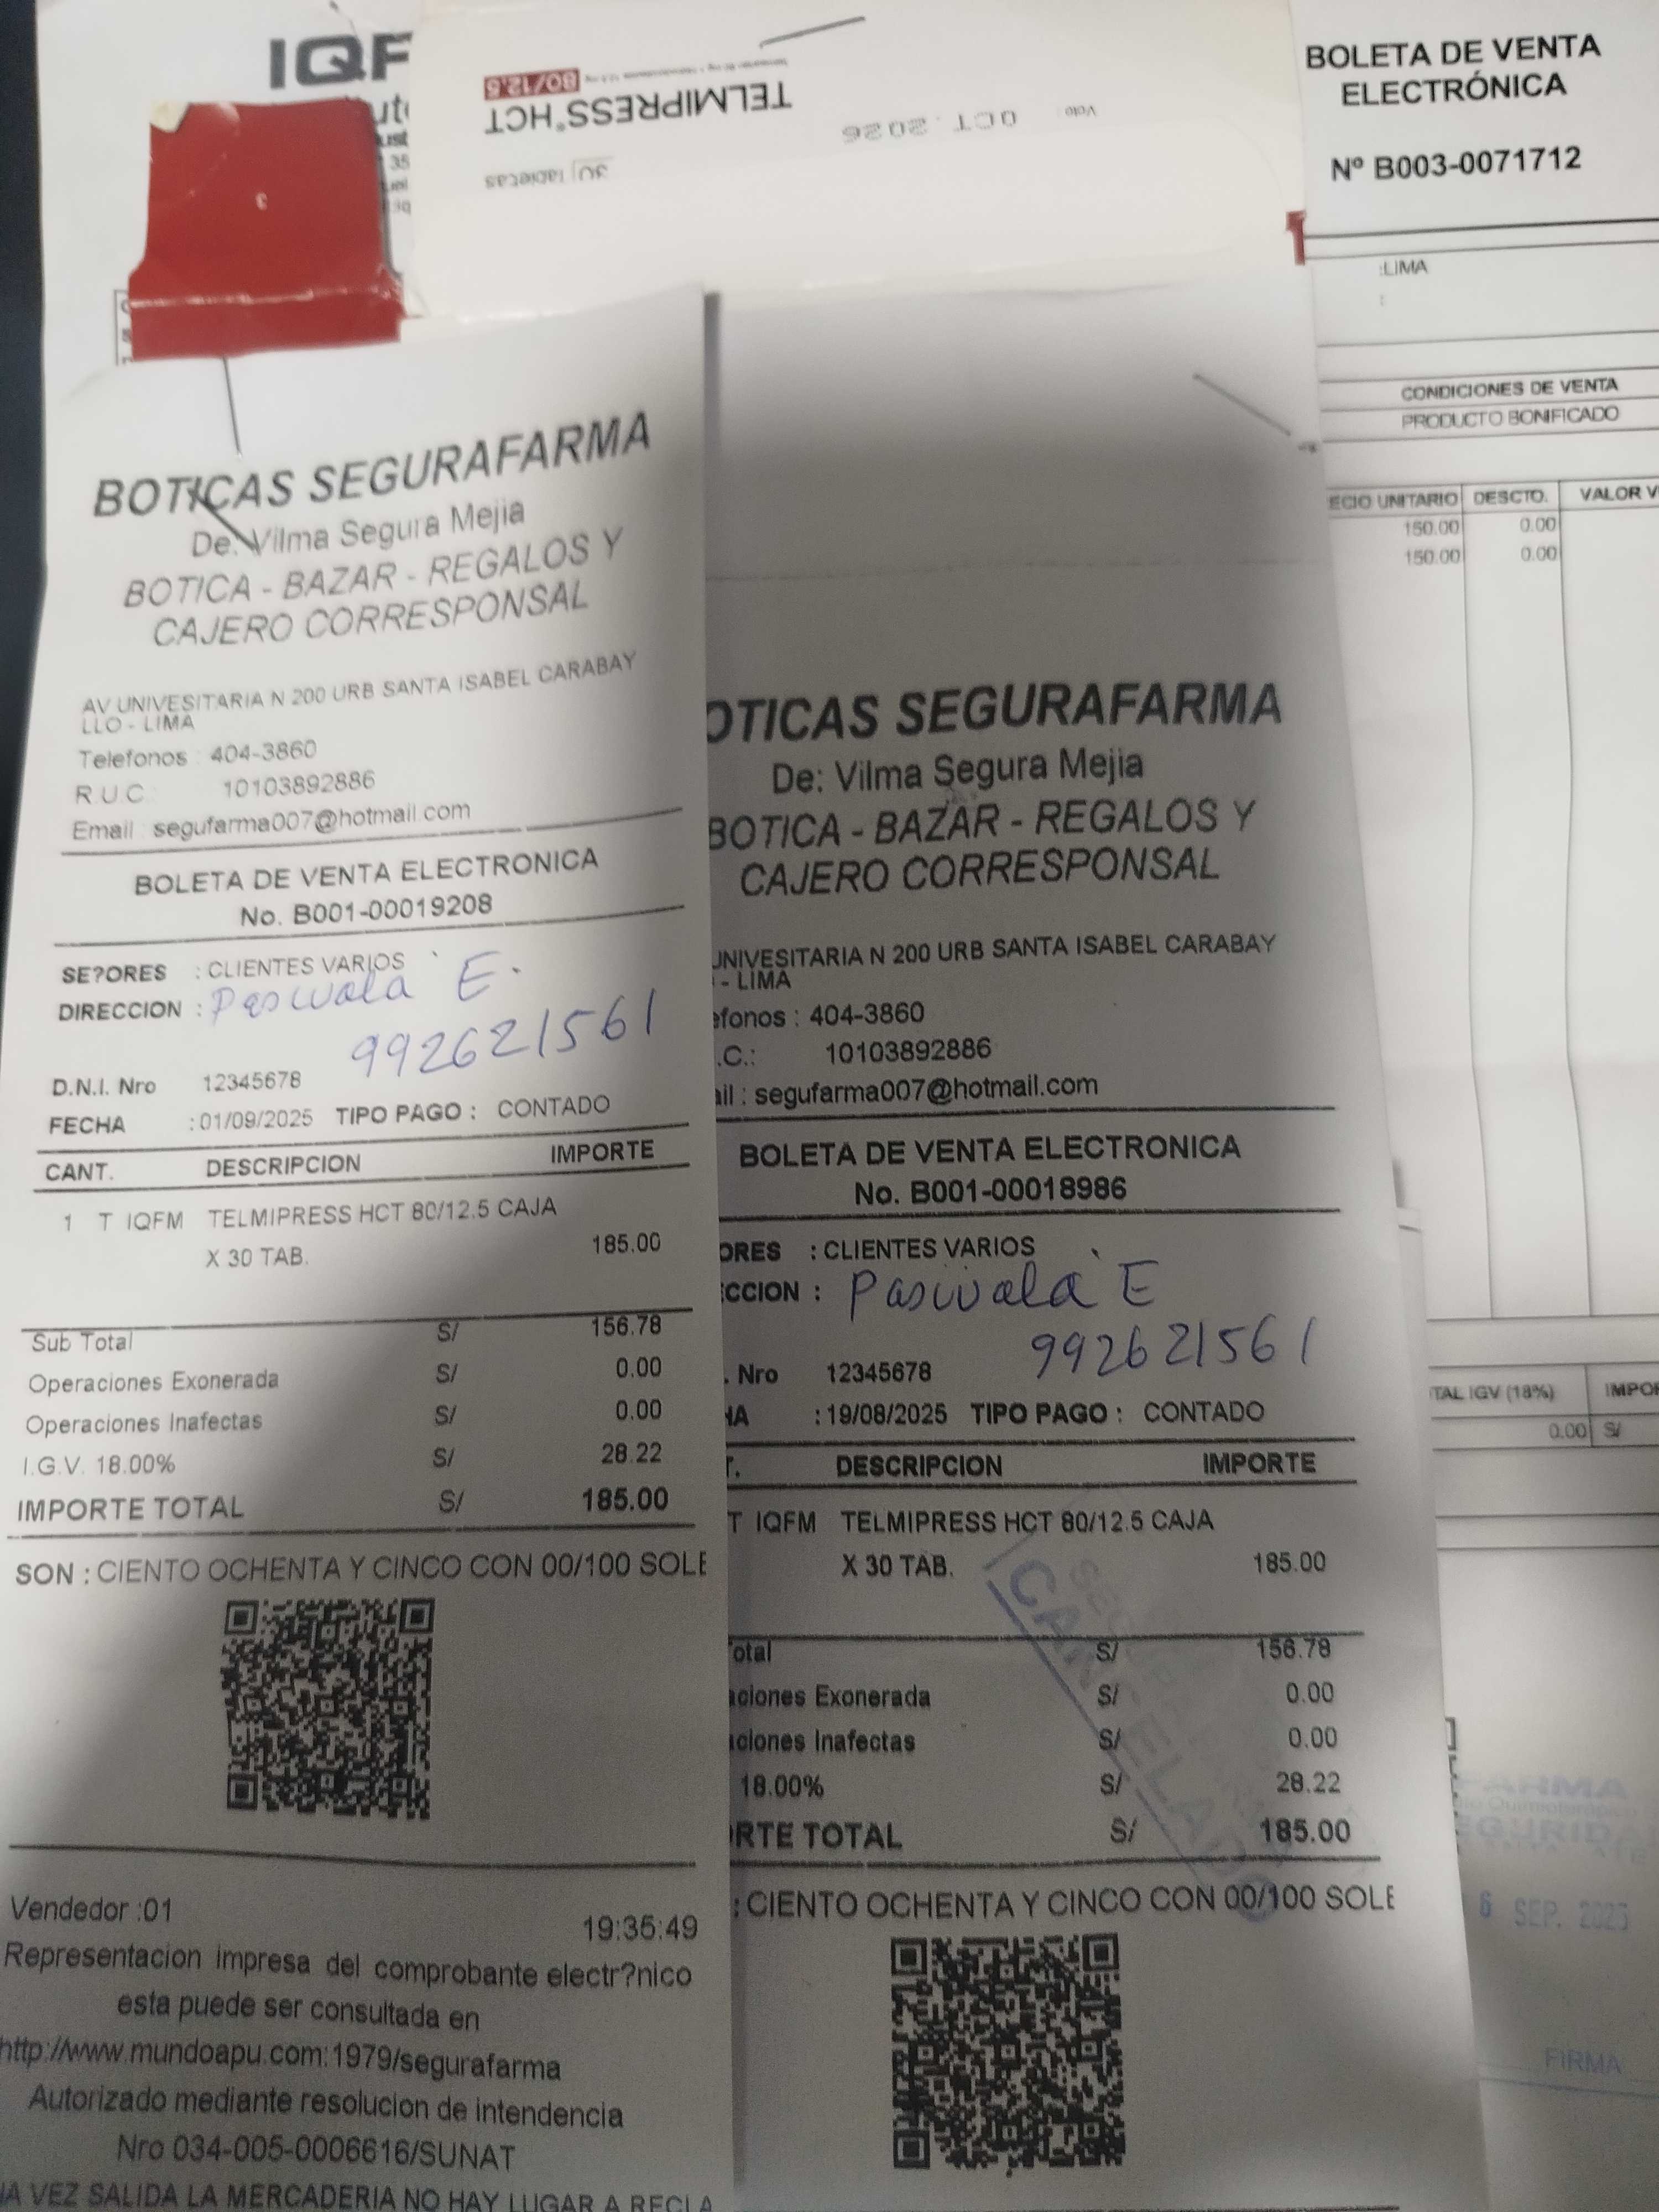 IQF
TELMIPRESS® HCT
80/12.5
30 Tabletas
Vcto
OCT. 2026
3
BOLETA DE VENTA
ELECTRÓNICA
Nº B003-0071712
:LIMA
:
CONDICIONES DE VENTA
PRODUCTO BONIFICADO
ECIO UNITARIO DESCTO. VALOR V
150.00 0.00
150.00 0.00
TAL IGV (18%) IMPO
0.00 S/
6 SEP. 2025
FIRMA
BOTICAS SEGURAFARMA
De: Vilma Segura Mejia
BOTICA - BAZAR - REGALOS Y
CAJERO CORRESPONSAL
AV UNIVESITARIA N 200 URB SANTA ISABEL CARABAY
LLO - LIMA
Telefonos : 404-3860
R.U.C: 10103892886
Email : segufarma007@hotmail.com
BOLETA DE VENTA ELECTRONICA
No. B001-00019208
SE?ORES : CLIENTES VARIOS
DIRECCION : Pascuala E.
992621561
D.N.I. Nro 12345678
FECHA : 01/09/2025 TIPO PAGO : CONTADO
CANT. DESCRIPCION IMPORTE
1 T IQFM TELMIPRESS HCT 80/12.5 CAJA
X 30 TAB. 185.00
Sub Total S/ 156.78
Operaciones Exonerada S/ 0.00
Operaciones Inafectas S/ 0.00
I.G.V. 18.00% S/ 28.22
IMPORTE TOTAL S/ 185.00
SON : CIENTO OCHENTA Y CINCO CON 00/100 SOLE
Vendedor :01 19:35:49
Representacion impresa del comprobante electr?nico
esta puede ser consultada en
http://www.mundoapu.com:1979/segurafarma
Autorizado mediante resolucion de intendencia
Nro 034-005-0006616/SUNAT
NA VEZ SALIDA LA MERCADERIA NO HAY LUGAR A RECLA
OTICAS SEGURAFARMA
De: Vilma Segura Mejia
BOTICA - BAZAR - REGALOS Y
CAJERO CORRESPONSAL
UNIVESITARIA N 200 URB SANTA ISABEL CARABAY
- LIMA
efonos : 404-3860
.C.: 10103892886
ail : segufarma007@hotmail.com
BOLETA DE VENTA ELECTRONICA
No. B001-00018986
ORES : CLIENTES VARIOS
CCION : Pascuala E
992621561
. Nro 12345678
HA : 19/08/2025 TIPO PAGO : CONTADO
T. DESCRIPCION IMPORTE
T IQFM TELMIPRESS HCT 80/12.5 CAJA
X 30 TAB. 185.00
otal S/ 156.78
aciones Exonerada S/ 0.00
aciones Inafectas S/ 0.00
18.00% S/ 28.22
RTE TOTAL S/ 185.00
: CIENTO OCHENTA Y CINCO CON 00/100 SOLE
CANCELADO